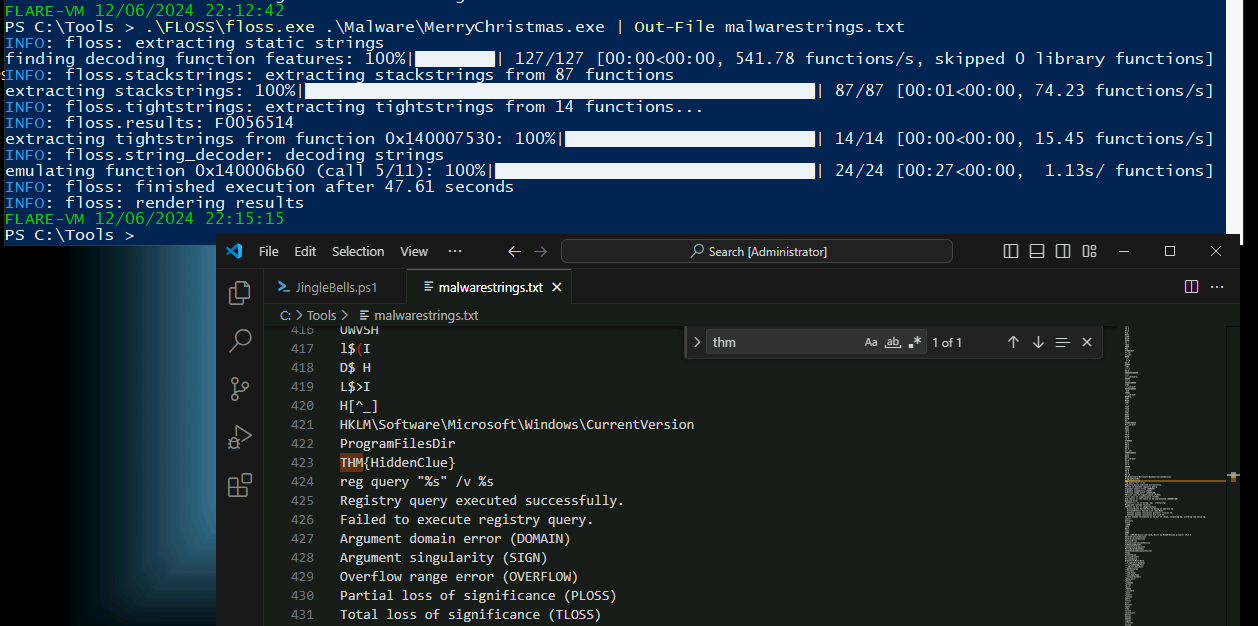 FLARE-VM 12/06/2024 22:12:42
PS C:\Tools > .\FLOSS\floss.exe .\Malware\MerryChristmas.exe | Out-File malwarestrings.txt
INFO: floss: extracting static strings
finding decoding function features: 100%| | 127/127 [00:00<00:00, 541.78 functions/s, skipped 0 library functions]
INFO: floss.stackstrings: extracting stackstrings from 87 functions
extracting stackstrings: 100%| | 87/87 [00:01<00:00, 74.23 functions/s]
INFO: floss.tightstrings: extracting tightstrings from 14 functions...
INFO: floss.results: F0056514
extracting tightstrings from function 0x140007530: 100%| | 14/14 [00:00<00:00, 15.45 functions/s]
INFO: floss.string_decoder: decoding strings
emulating function 0x140006b60 (call 5/11): 100%| | 24/24 [00:27<00:00, 1.13s/ functions]
INFO: floss: finished execution after 47.61 seconds
INFO: floss: rendering results
FLARE-VM 12/06/2024 22:15:15
PS C:\Tools >
File Edit Selection View ··· Search [Administrator]
JingleBells.ps1 malwarestrings.txt
C: > Tools > malwarestrings.txt
thm Aa ab 1 of 1
416 UWVSH
417 l$(I
418 D$ H
419 L$>I
420 H[^_]
421 HKLM\Software\Microsoft\Windows\CurrentVersion
422 ProgramFilesDir
423 THM{HiddenClue}
424 reg query "%s" /v %s
425 Registry query executed successfully.
426 Failed to execute registry query.
427 Argument domain error (DOMAIN)
428 Argument singularity (SIGN)
429 Overflow range error (OVERFLOW)
430 Partial loss of significance (PLOSS)
431 Total loss of significance (TLOSS)